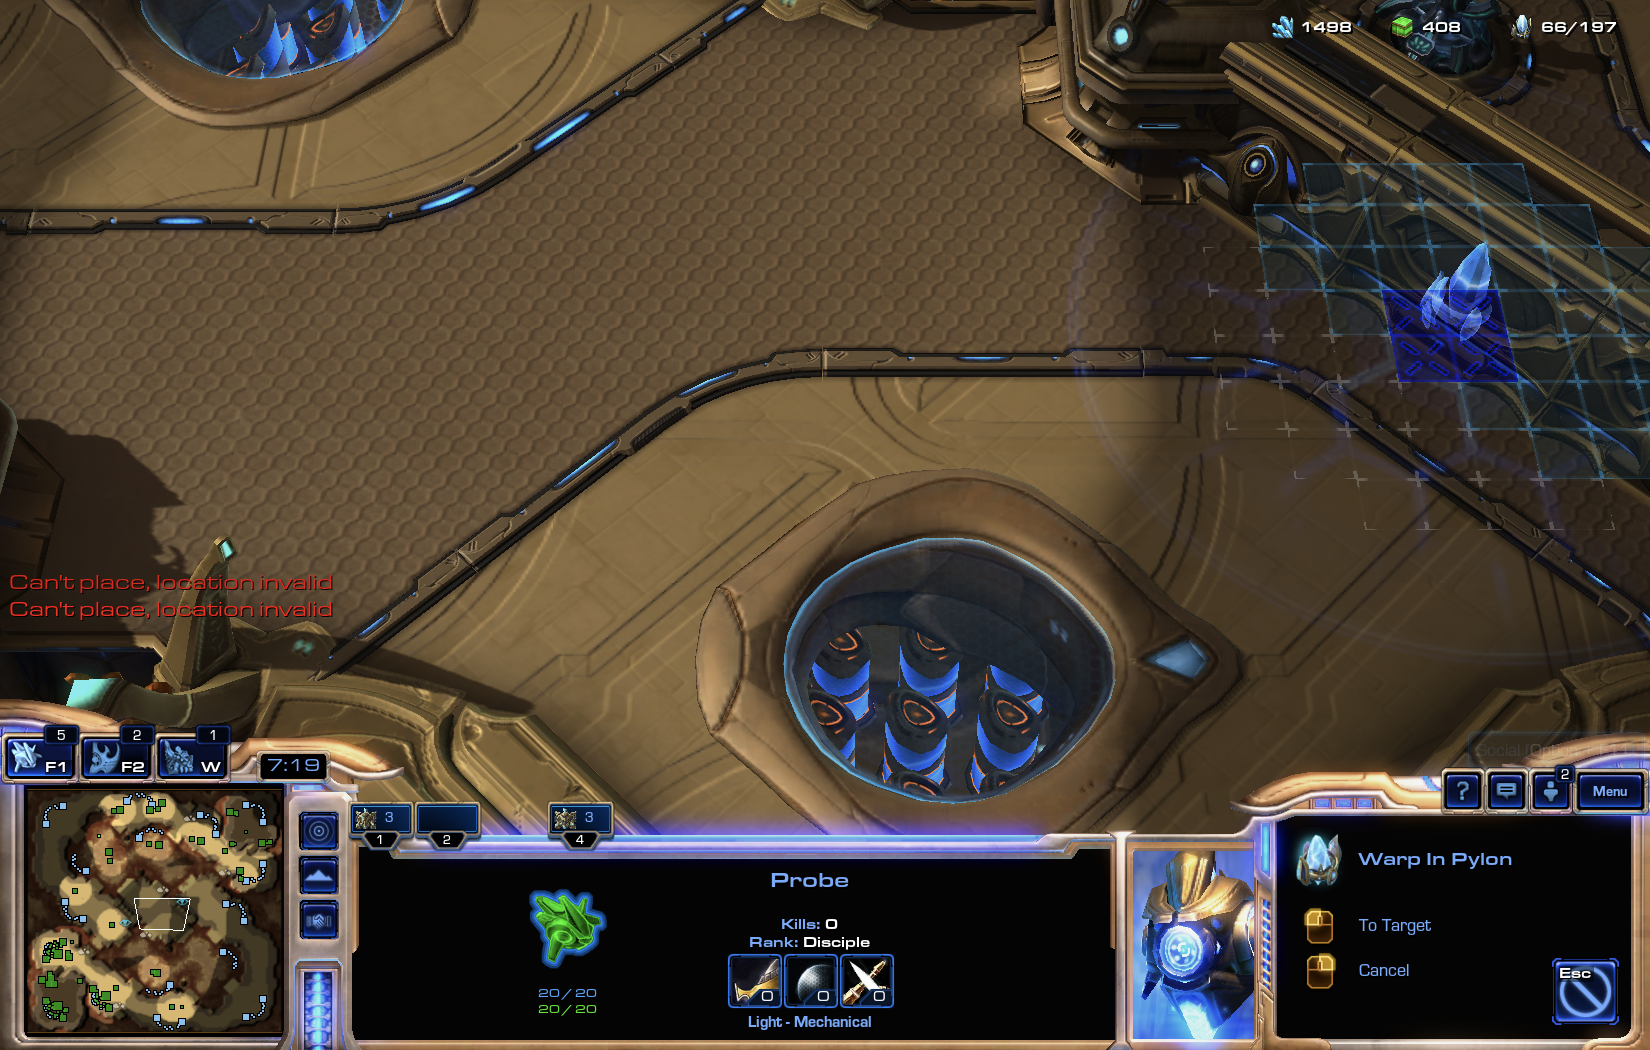 1498 408 66/197
Can't place, location invalid
Can't place, location invalid
5 2 1
F1 F2 W
7:19
2
? Menu
3 3
1 2 4
Probe
Kills: 0
Rank: Disciple
0 0 0
20/20
20/20
Light - Mechanical
Warp In Pylon
To Target
Cancel
Esc